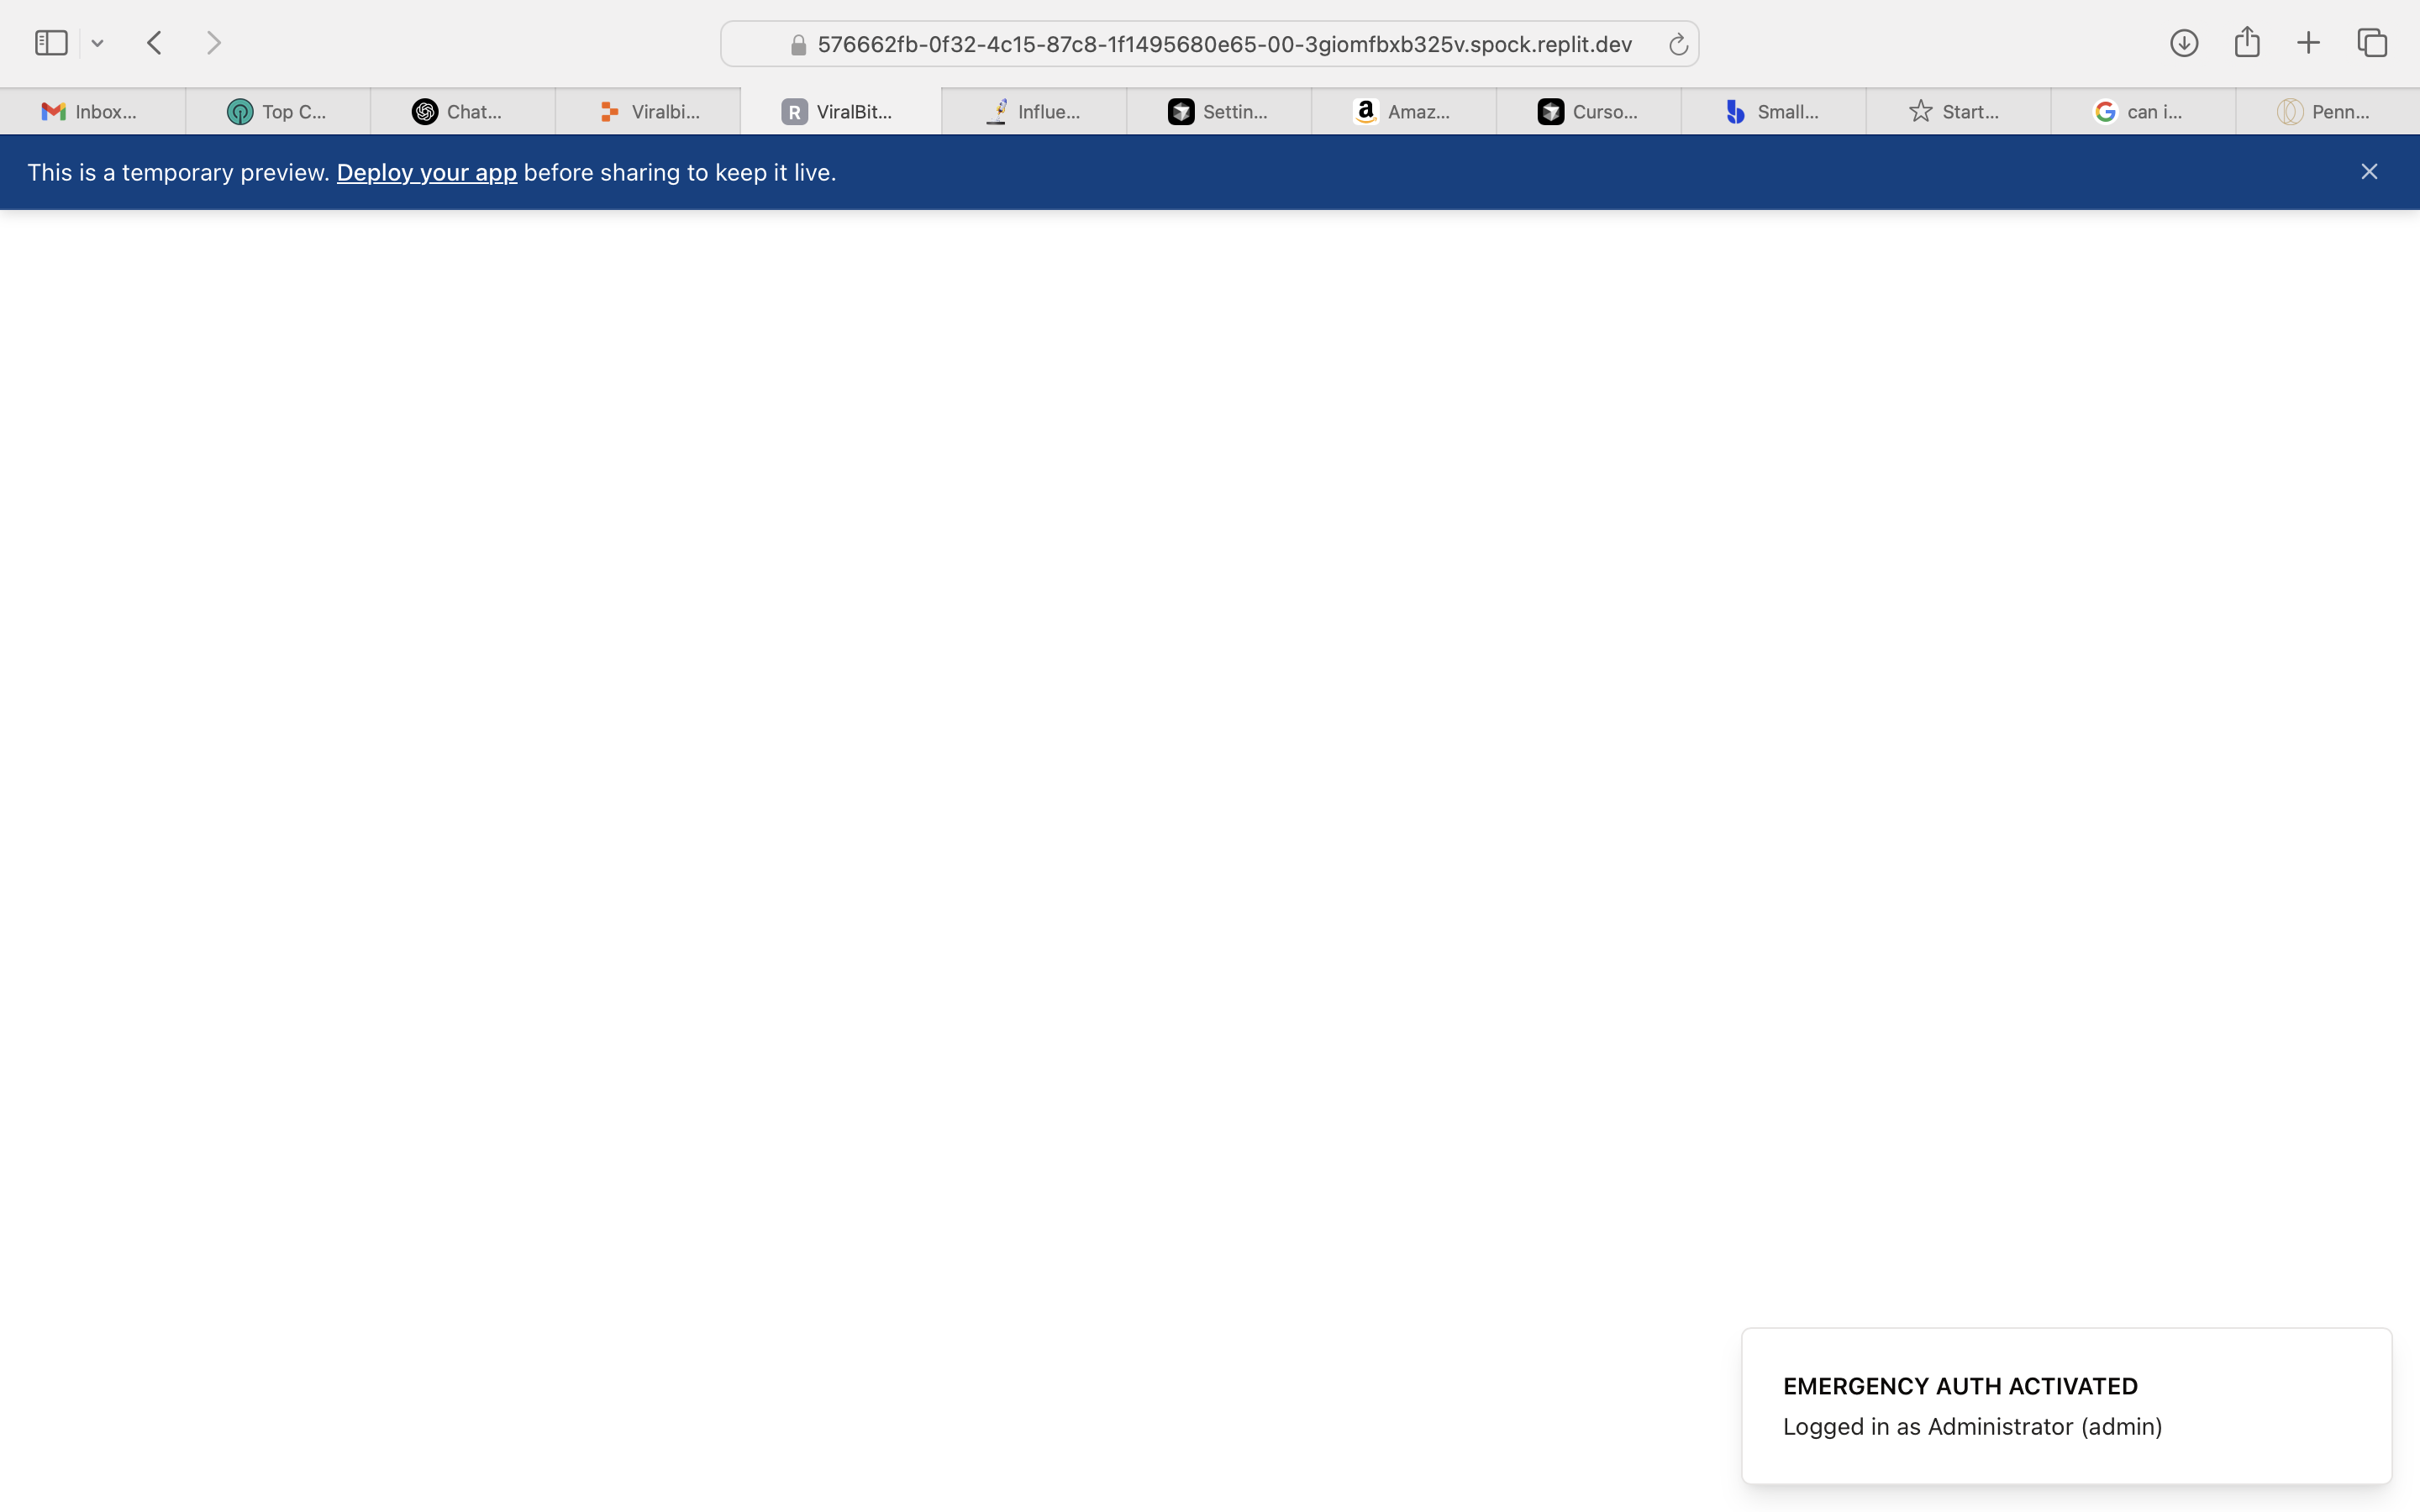 576662fb-0f32-4c15-87c8-1f1495680e65-00-3giomfbxb325v.spock.replit.dev
Inbox... Top C... Chat... Viralbi... R ViralBit... Influe... Settin... a Amaz... Curso... Small... Start... G can i... Penn...
This is a temporary preview. Deploy your app before sharing to keep it live.
EMERGENCY AUTH ACTIVATED
Logged in as Administrator (admin)